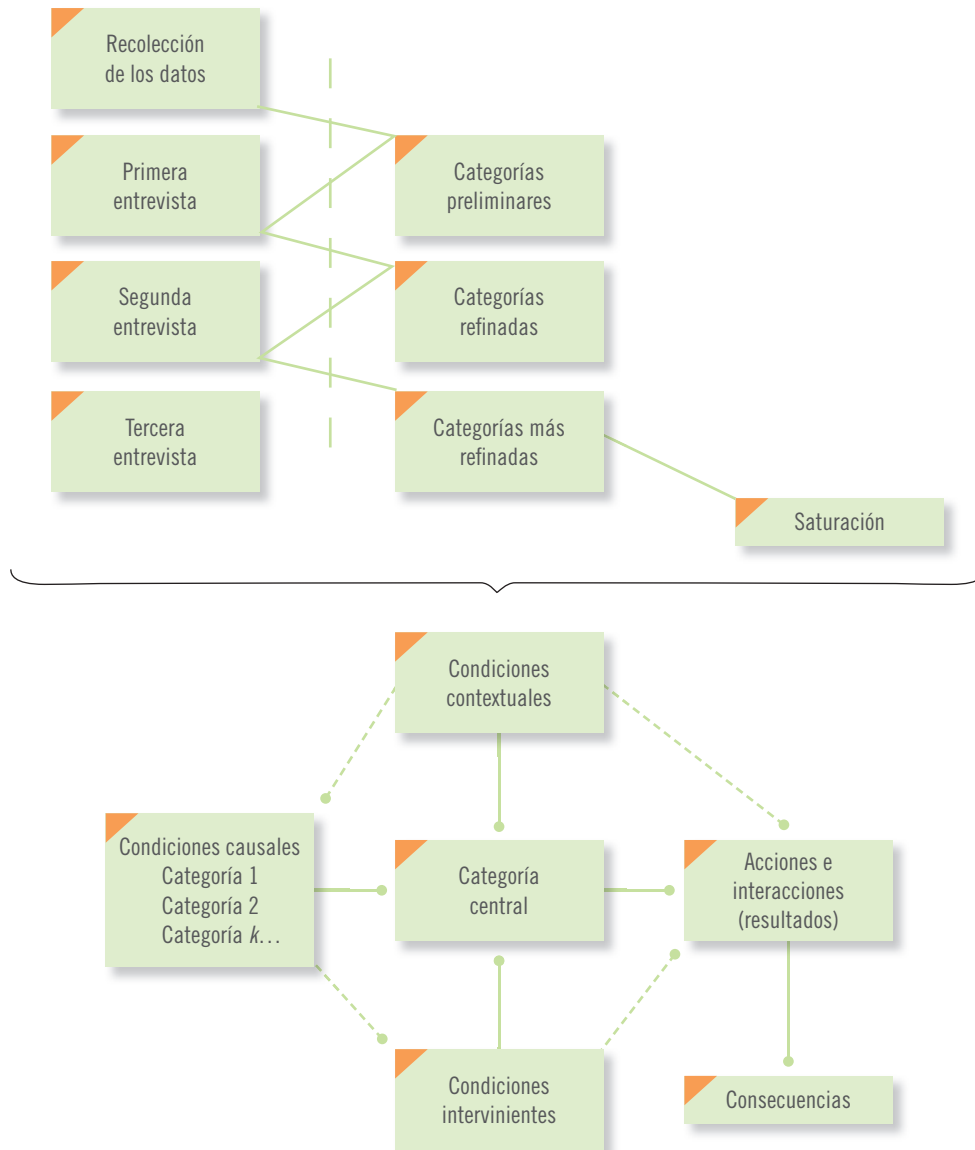 Recolección
de los datos
Primera
entrevista
Categorías
preliminares
Segunda
entrevista
Categorías
refinadas
Tercera
entrevista
Categorías más
refinadas
Saturación
Condiciones
contextuales
Condiciones causales
Categoría 1
Categoría 2
Categoría k...
Categoría
central
Acciones e
interacciones
(resultados)
Condiciones
intervinientes
Consecuencias